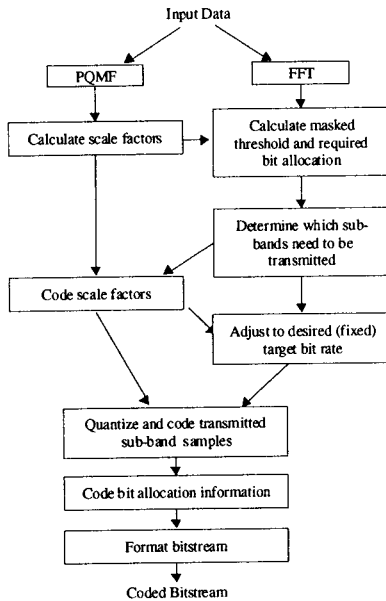 Input Data
PQMF
FFT
Calculate scale factors
Calculate masked
threshold and required
bit allocation
Determine which sub-
bands need to be
transmitted
Code scale factors
Adjust to desired (fixed)
target bit rate
Quantize and code transmitted
sub-band samples
Code bit allocation information
Format bitstream
Coded Bitstream